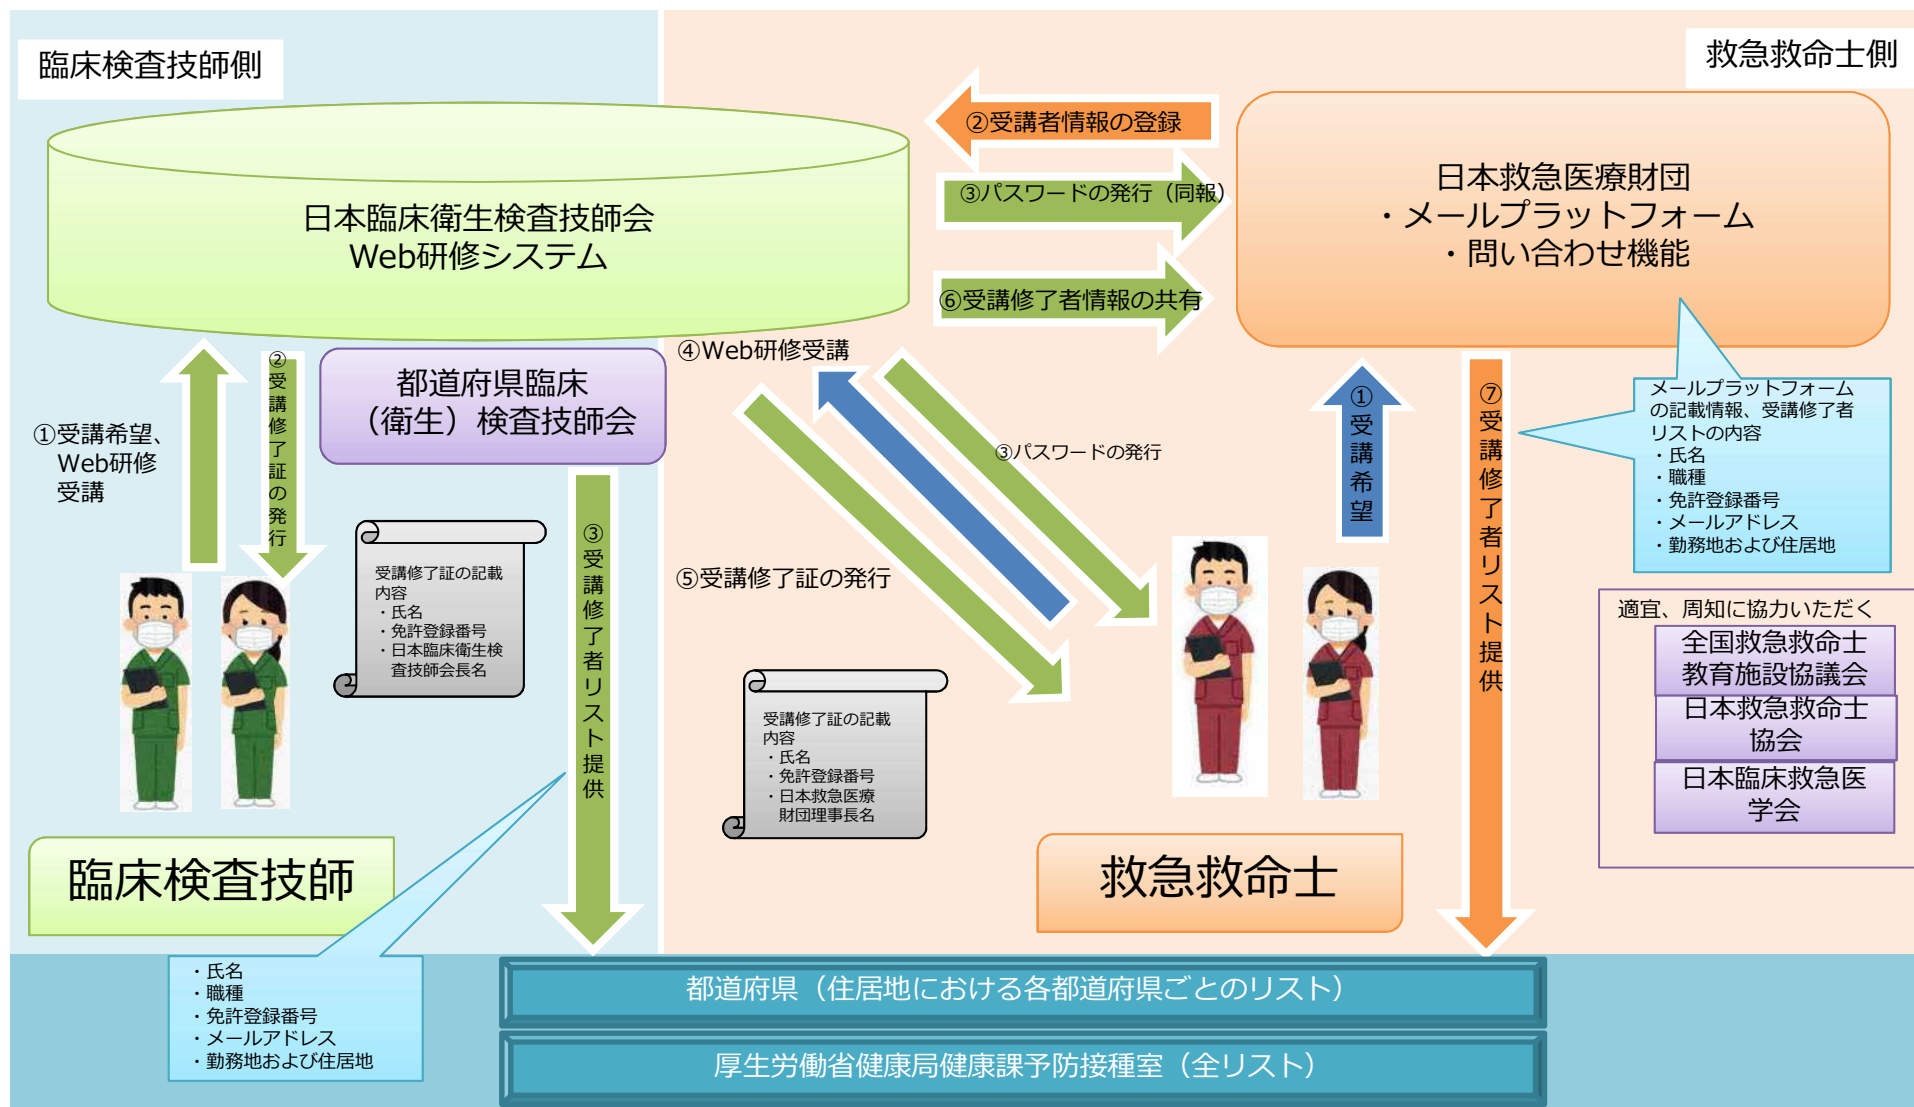 臨床検査技師側
救急救命士側
日本臨床衛生検査技師会
Web研修システム
②受講者情報の登録
③パスワードの発行（同報）
⑥受講修了者情報の共有
日本救急医療財団
・メールプラットフォーム
・問い合わせ機能
①受講希望、
Web研修
受講
②受講修了証の発行
都道府県臨床
（衛生）検査技師会
④Web研修受講
③パスワードの発行
⑤受講修了証の発行
①受講希望
⑦受講修了者リスト提供
メールプラットフォーム
の記載情報、受講修了者
リストの内容
・氏名
・職種
・免許登録番号
・メールアドレス
・勤務地および住居地
受講修了証の記載
内容
・氏名
・免許登録番号
・日本臨床衛生検
査技師会長名
③受講修了者リスト提供
受講修了証の記載
内容
・氏名
・免許登録番号
・日本救急医療
財団理事長名
適宜、周知に協力いただく
全国救急救命士
教育施設協議会
日本救急救命士
協会
日本臨床救急医
学会
臨床検査技師
救急救命士
・氏名
・職種
・免許登録番号
・メールアドレス
・勤務地および住居地
都道府県（住居地における各都道府県ごとのリスト）
厚生労働省健康局健康課予防接種室（全リスト）